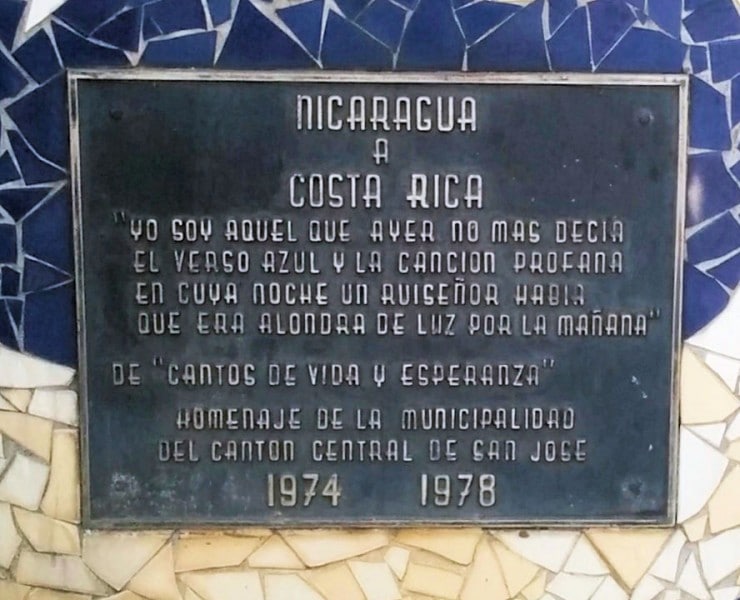 NICARAGUA
A
COSTA RICA
"YO SOY AQUEL QUE AYER NO MAS DECIA
EL VERSO AZUL Y LA CANCION PROFANA
EN CUYA NOCHE UN RUISEÑOR HABIA
QUE ERA ALONDRA DE LUZ POR LA MAÑANA"
DE "CANTOS DE VIDA Y ESPERANZA"
HOMENAJE DE LA MUNICIPALIDAD
DEL CANTON CENTRAL DE SAN JOSE
1974 1978